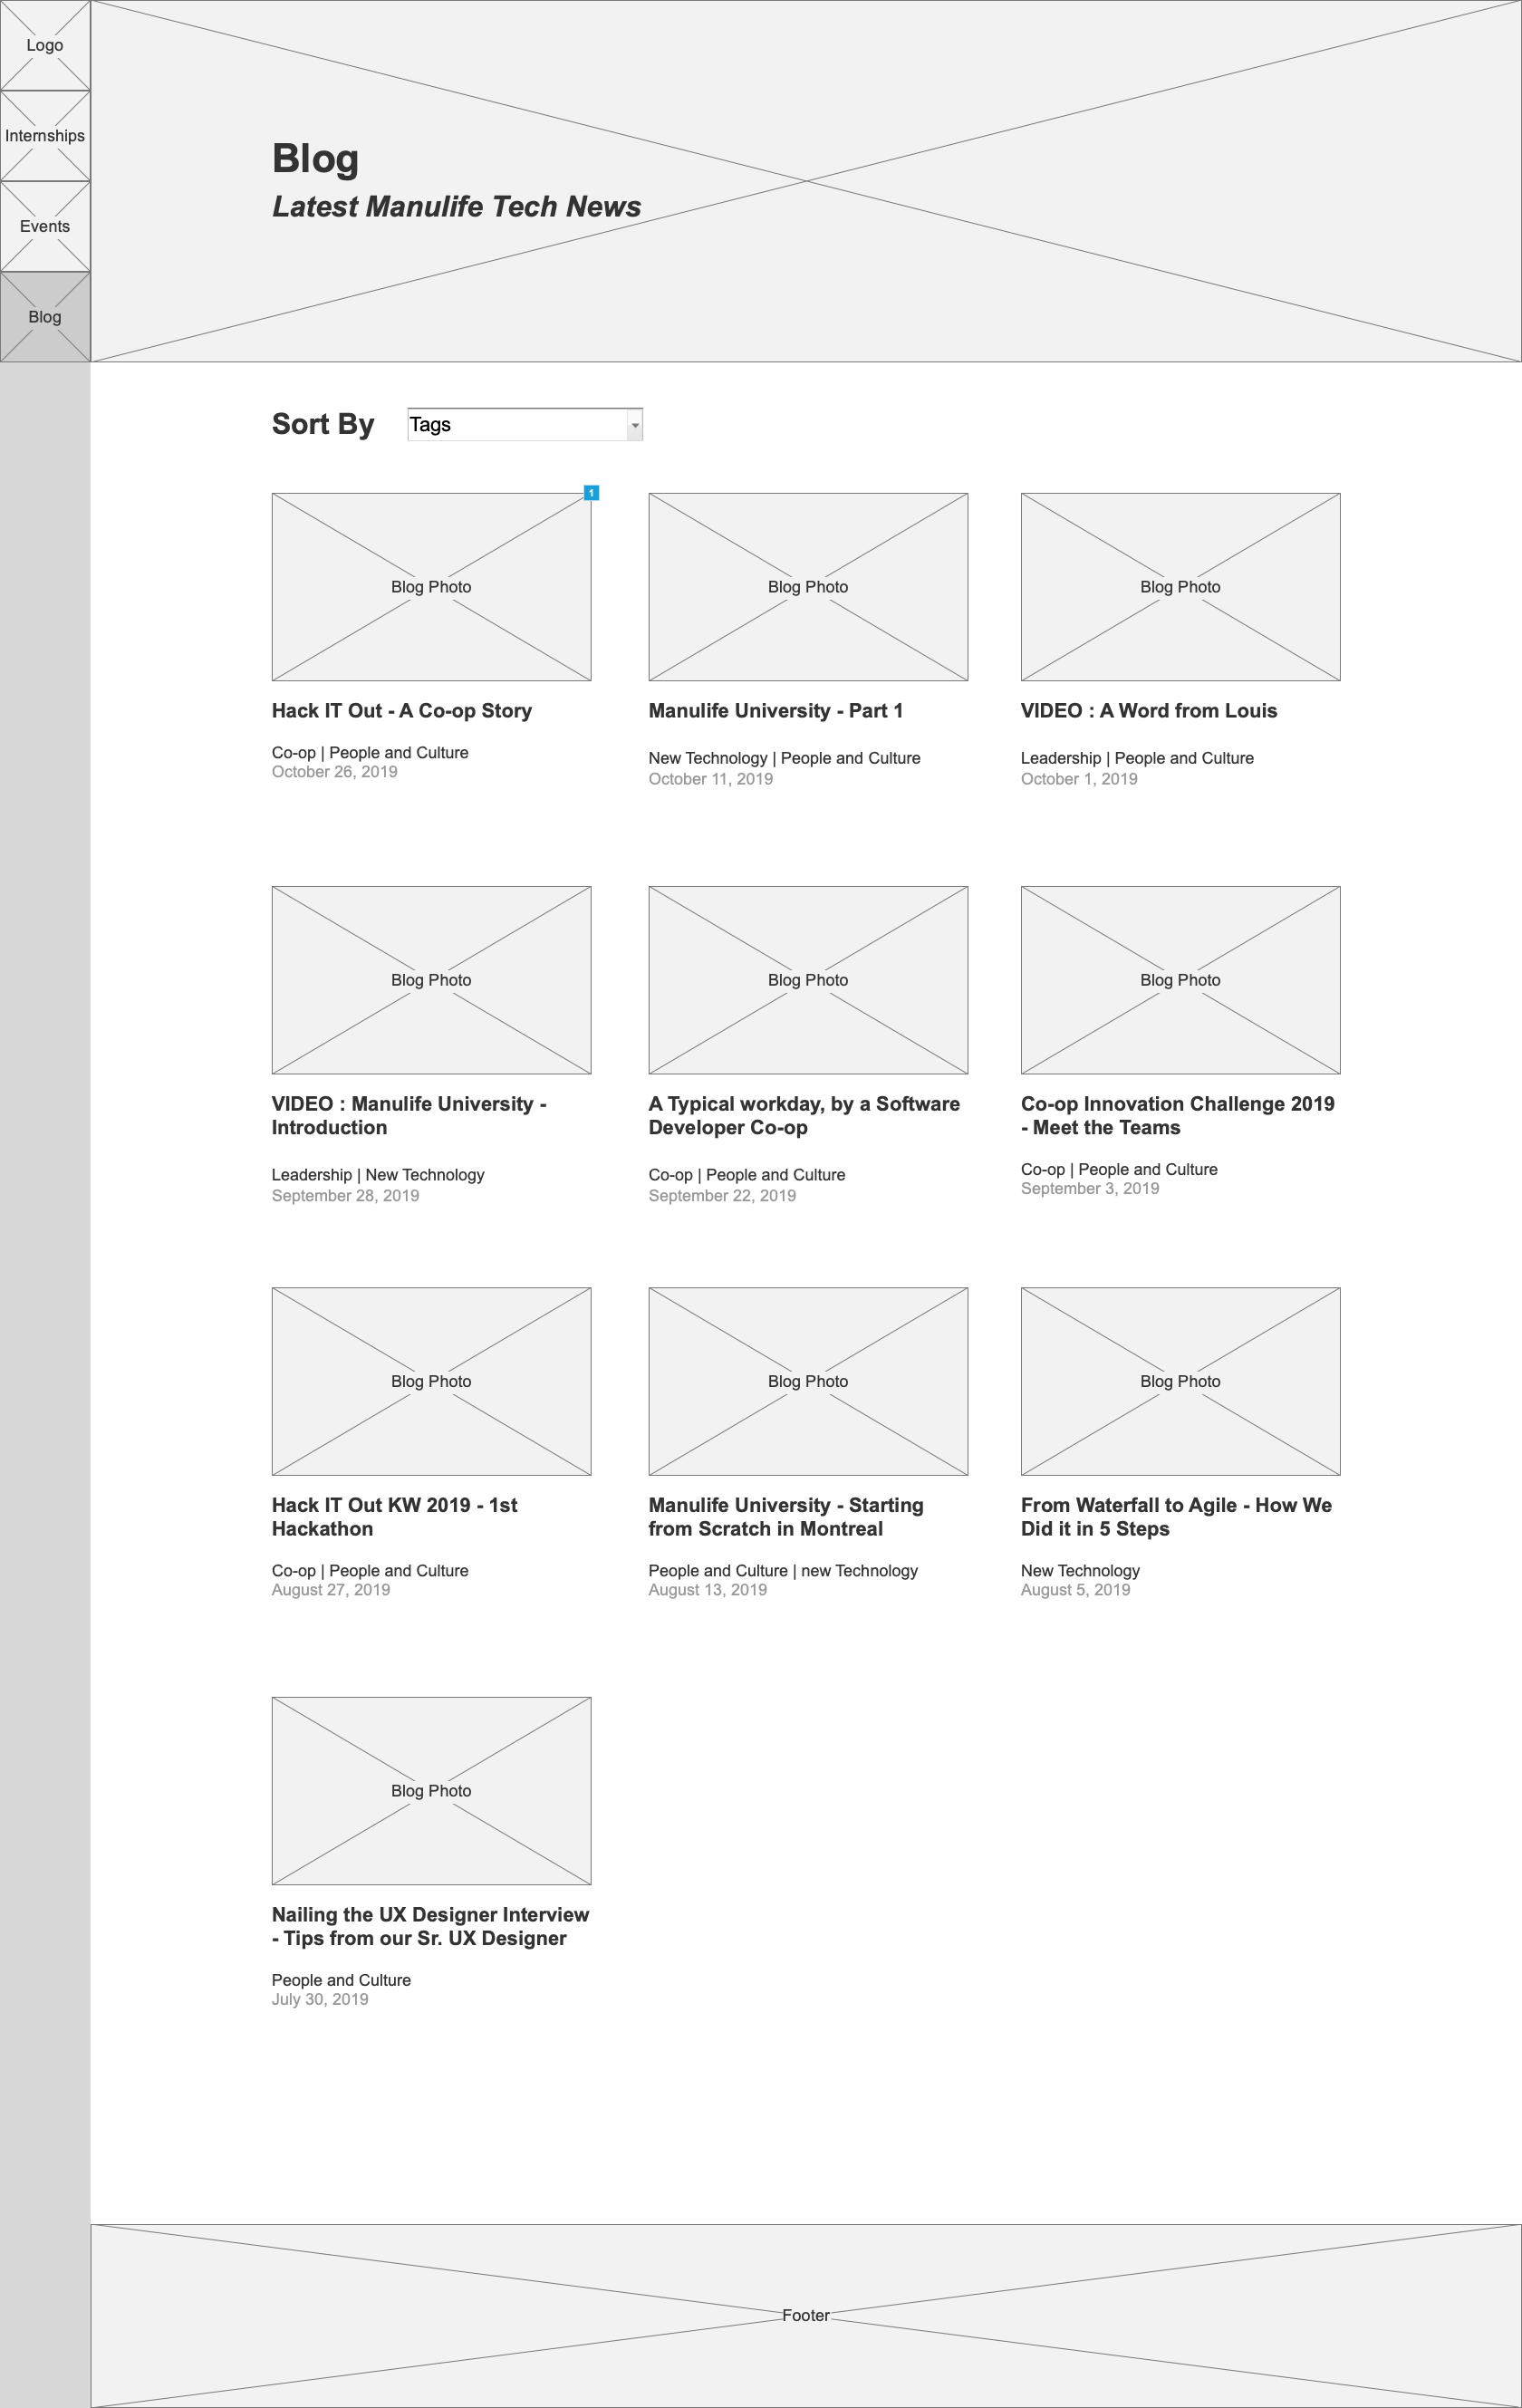 Logo
Internships
Events
Blog
Blog
Latest Manulife Tech News
Sort By
Tags
1
Blog Photo
Hack IT Out - A Co-op Story
Co-op | People and Culture
October 26, 2019
Blog Photo
Manulife University - Part 1
New Technology | People and Culture
October 11, 2019
Blog Photo
VIDEO : A Word from Louis
Leadership | People and Culture
October 1, 2019
Blog Photo
VIDEO : Manulife University -
Introduction
Leadership | New Technology
September 28, 2019
Blog Photo
A Typical workday, by a Software
Developer Co-op
Co-op | People and Culture
September 22, 2019
Blog Photo
Co-op Innovation Challenge 2019
- Meet the Teams
Co-op | People and Culture
September 3, 2019
Blog Photo
Hack IT Out KW 2019 - 1st
Hackathon
Co-op | People and Culture
August 27, 2019
Blog Photo
Manulife University - Starting
from Scratch in Montreal
People and Culture | new Technology
August 13, 2019
Blog Photo
From Waterfall to Agile - How We
Did it in 5 Steps
New Technology
August 5, 2019
Blog Photo
Nailing the UX Designer Interview
- Tips from our Sr. UX Designer
People and Culture
July 30, 2019
Footer